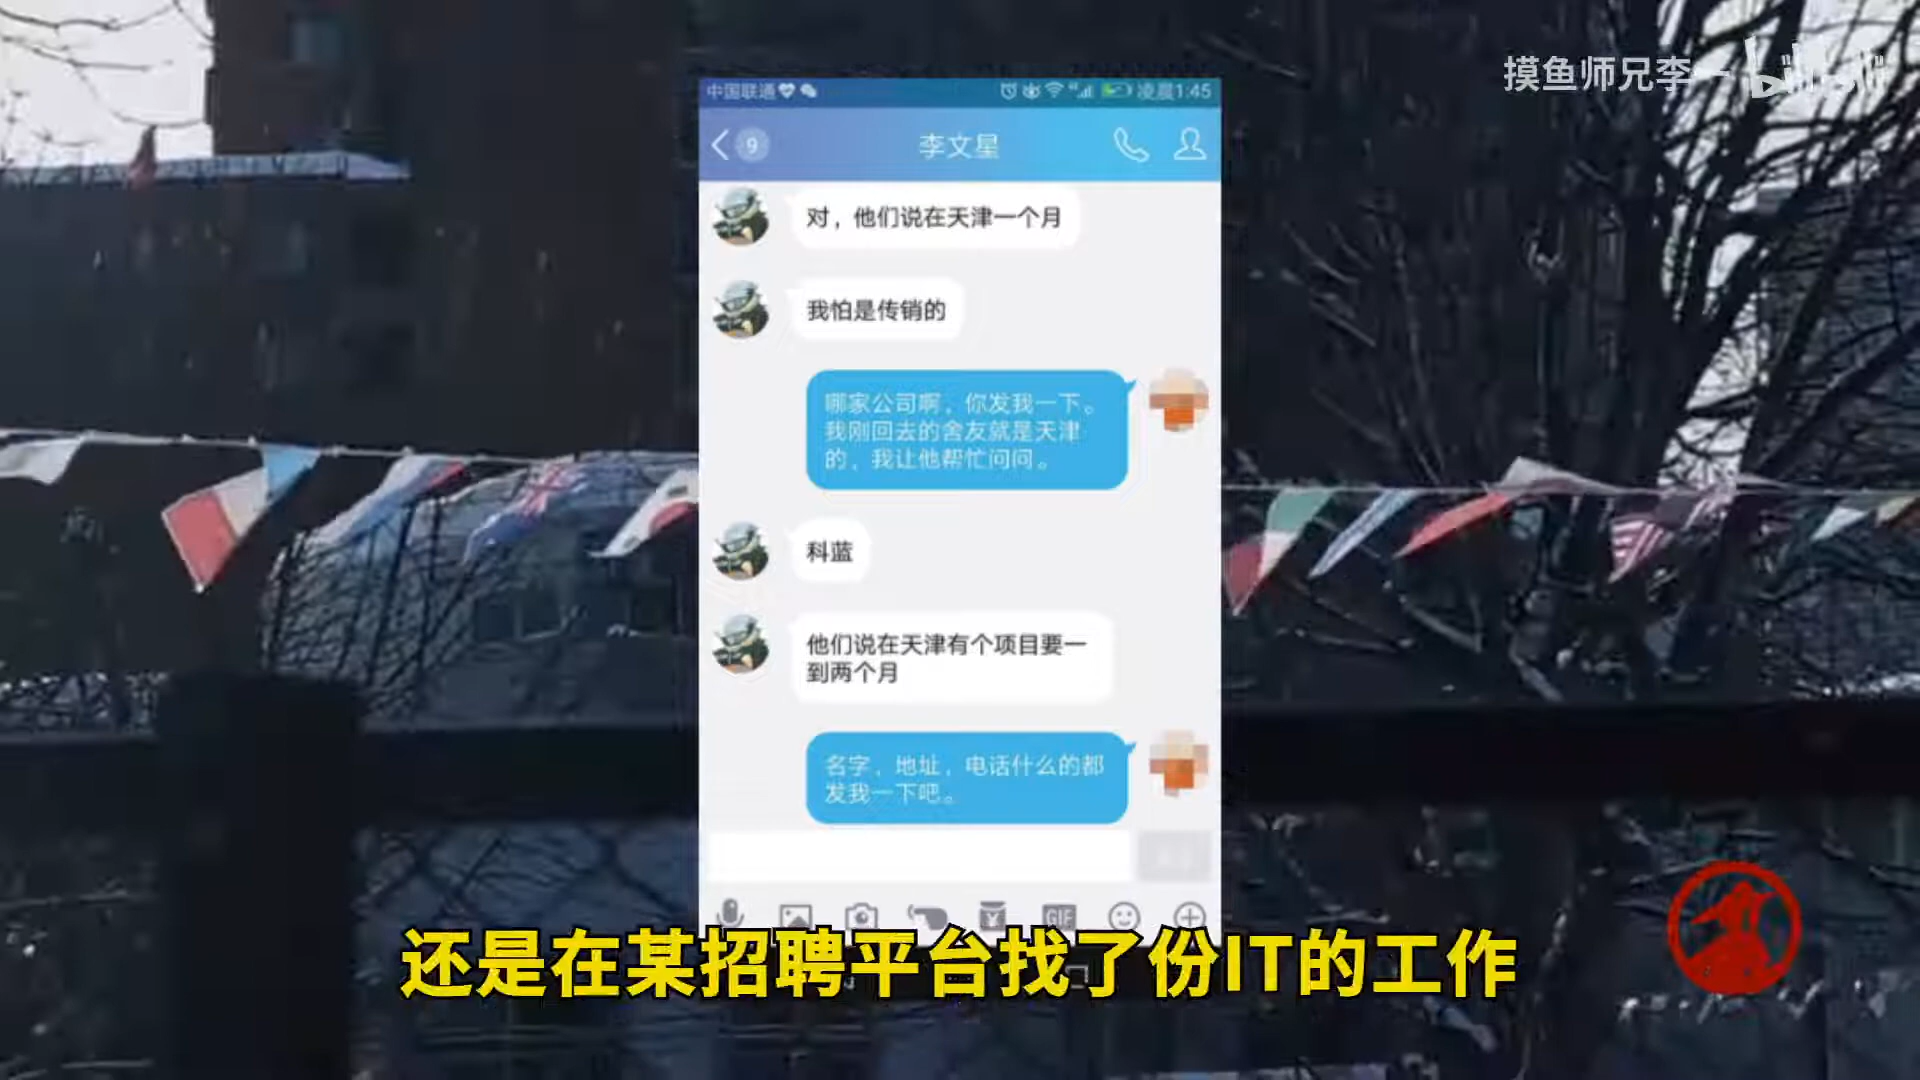 摸鱼师兄李一 bilibili
中国联通
凌晨1:45
9
李文星
对，他们说在天津一个月
我怕是传销的
哪家公司啊，你发我一下。
我刚回去的舍友就是天津
的，我让他帮忙问问。
科蓝
他们说在天津有个项目要一
到两个月
名字，地址，电话什么的都
发我一下吧。
GIF
还是在某招聘平台找了份IT的工作